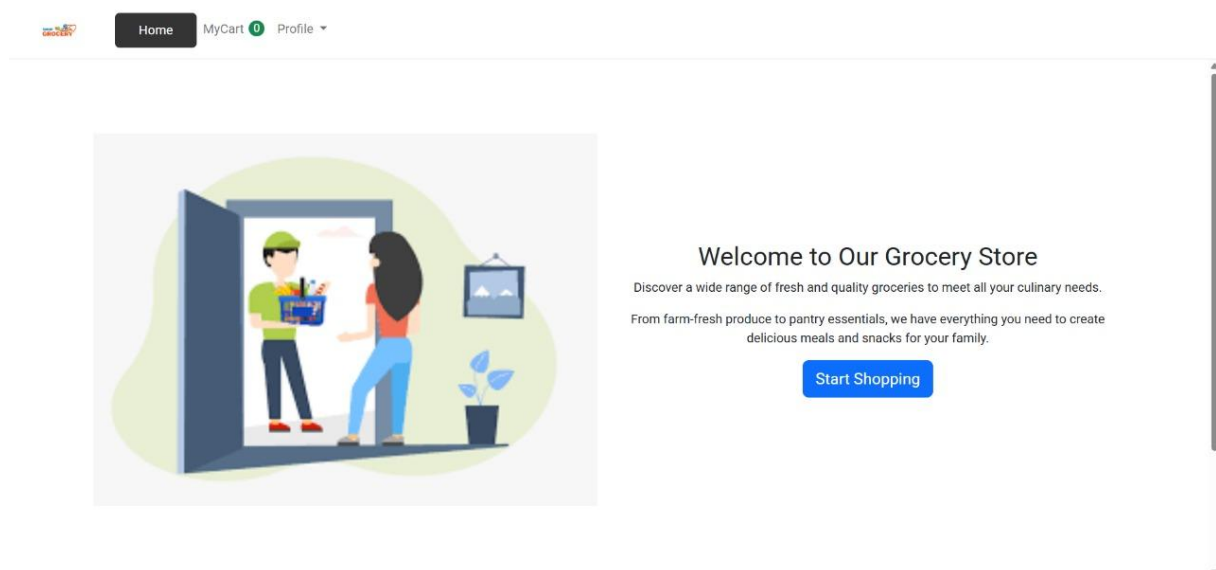 GROCERY
Home
MyCart 0
Profile
Welcome to Our Grocery Store
Discover a wide range of fresh and quality groceries to meet all your culinary needs.
From farm-fresh produce to pantry essentials, we have everything you need to create
delicious meals and snacks for your family.
Start Shopping